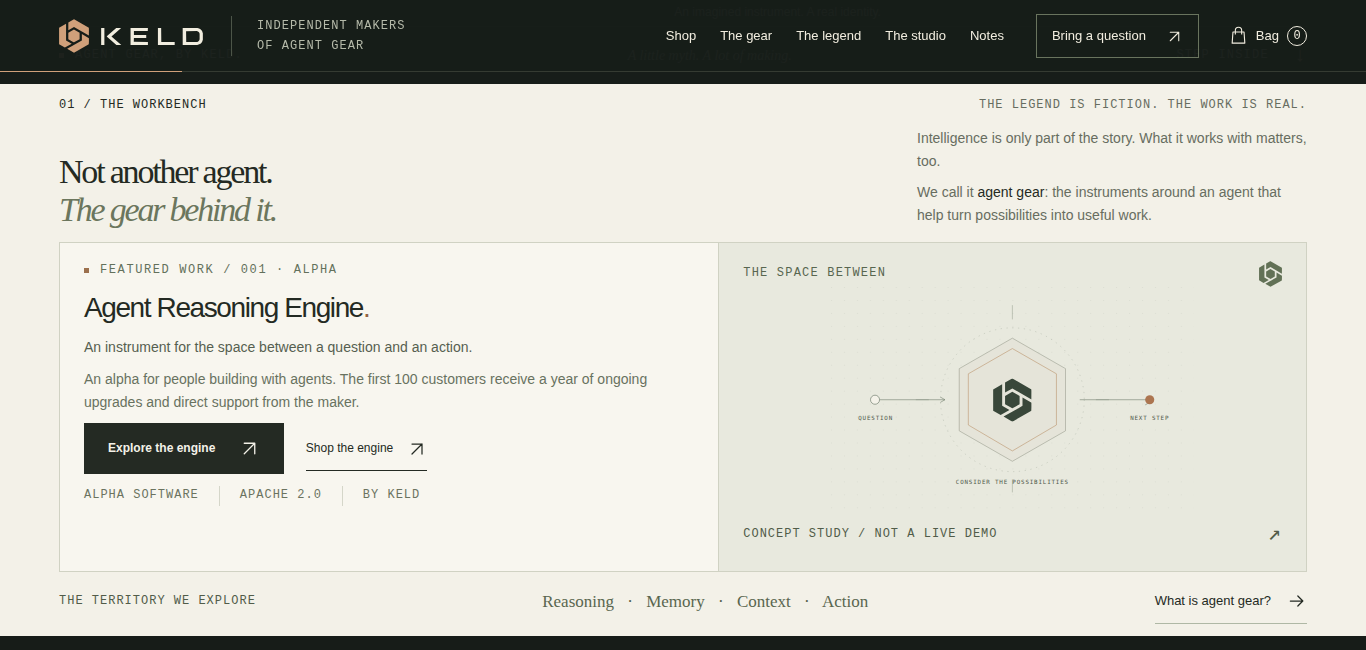 KELD
INDEPENDENT MAKERS
OF AGENT GEAR
Shop The gear The legend The studio Notes
Bring a question
Bag 0
01 / THE WORKBENCH
THE LEGEND IS FICTION. THE WORK IS REAL.
Not another agent.
The gear behind it.
Intelligence is only part of the story. What it works with matters,
too.
We call it agent gear: the instruments around an agent that
help turn possibilities into useful work.
FEATURED WORK / 001 · ALPHA
Agent Reasoning Engine.
An instrument for the space between a question and an action.
An alpha for people building with agents. The first 100 customers receive a year of ongoing
upgrades and direct support from the maker.
Explore the engine
Shop the engine
ALPHA SOFTWARE
APACHE 2.0
BY KELD
THE SPACE BETWEEN
QUESTION
NEXT STEP
CONSIDER THE POSSIBILITIES
CONCEPT STUDY / NOT A LIVE DEMO
THE TERRITORY WE EXPLORE
Reasoning · Memory · Context · Action
What is agent gear?